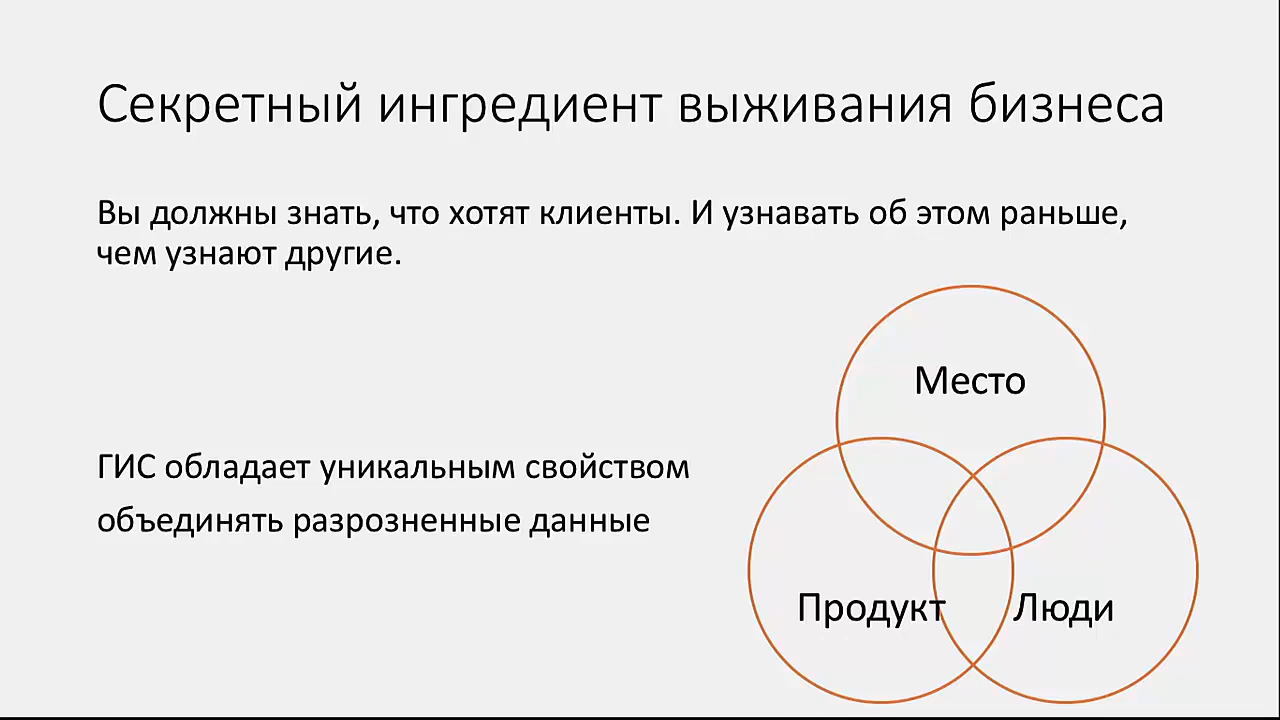 Секретный ингредиент выживания бизнеса
Вы должны знать, что хотят клиенты. И узнавать об этом раньше,
чем узнают другие.
Место
ГИС обладает уникальным свойством
объединять разрозненные данные
Продукт
Люди